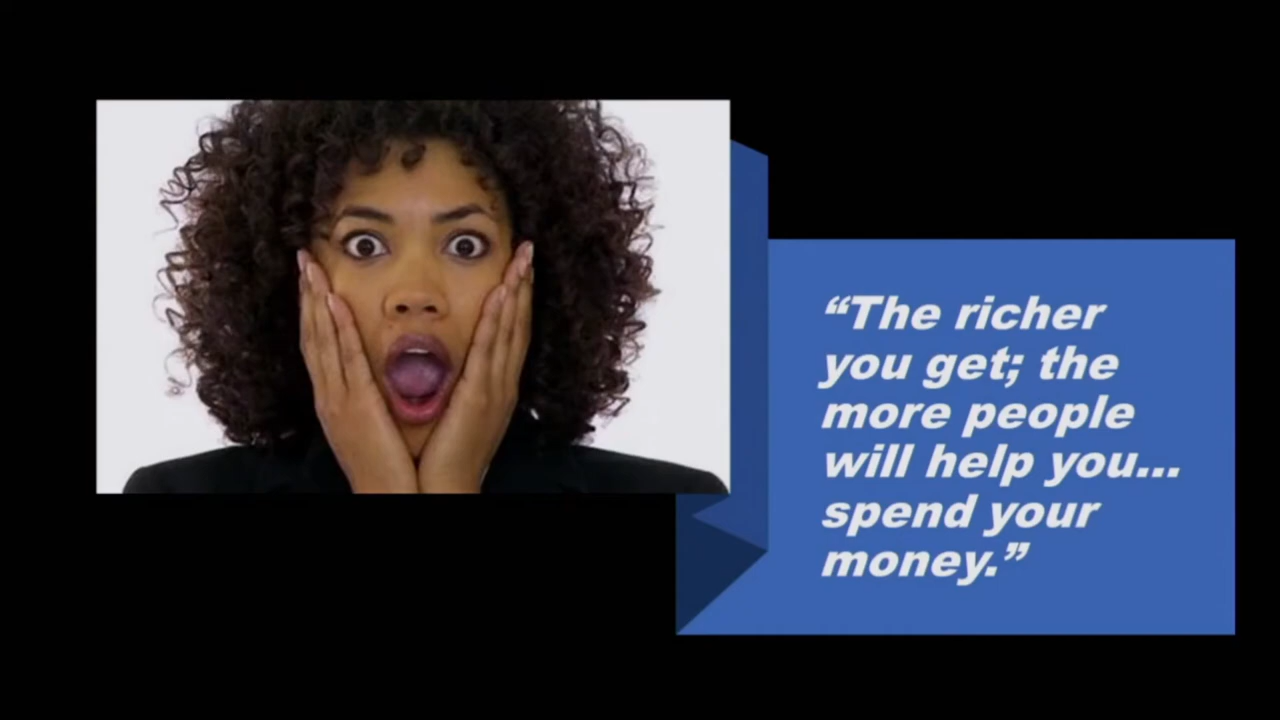 “The richer
you get; the
more people
will help you...
spend your
money.”